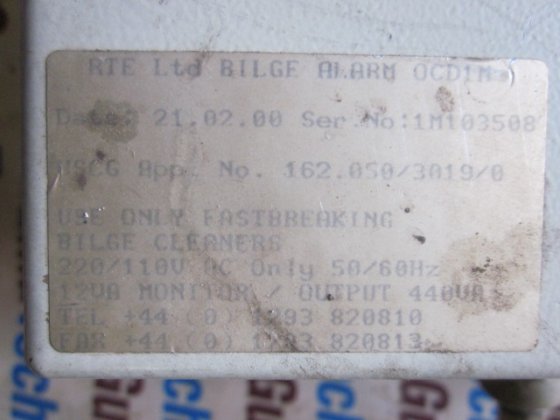 RTE Ltd BILGE ALARM OCD1M
Date: 21.02.00 Ser.No:1M103508
USCG App. No. 162.050/3019/0
USE ONLY FASTBREAKING
BILGE CLEANERS
220/110V AC Only 50/60Hz
12VA MONITOR / OUTPUT 440VA
TEL +44 (0) 1293 820810
FAX +44 (0) 1293 820813